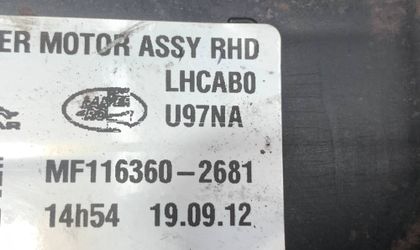 ER MOTOR ASSY RHD
LHCAB0
U97NA
MF116360-2681
14h54 19.09.12